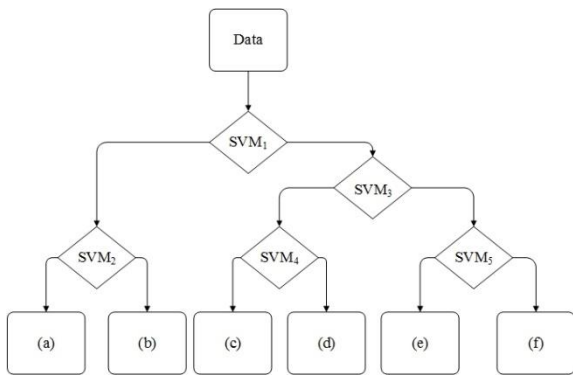 Data
SVM₁
SVM₃
SVM₂
SVM₄
SVM₅
(a)
(b)
(c)
(d)
(e)
(f)